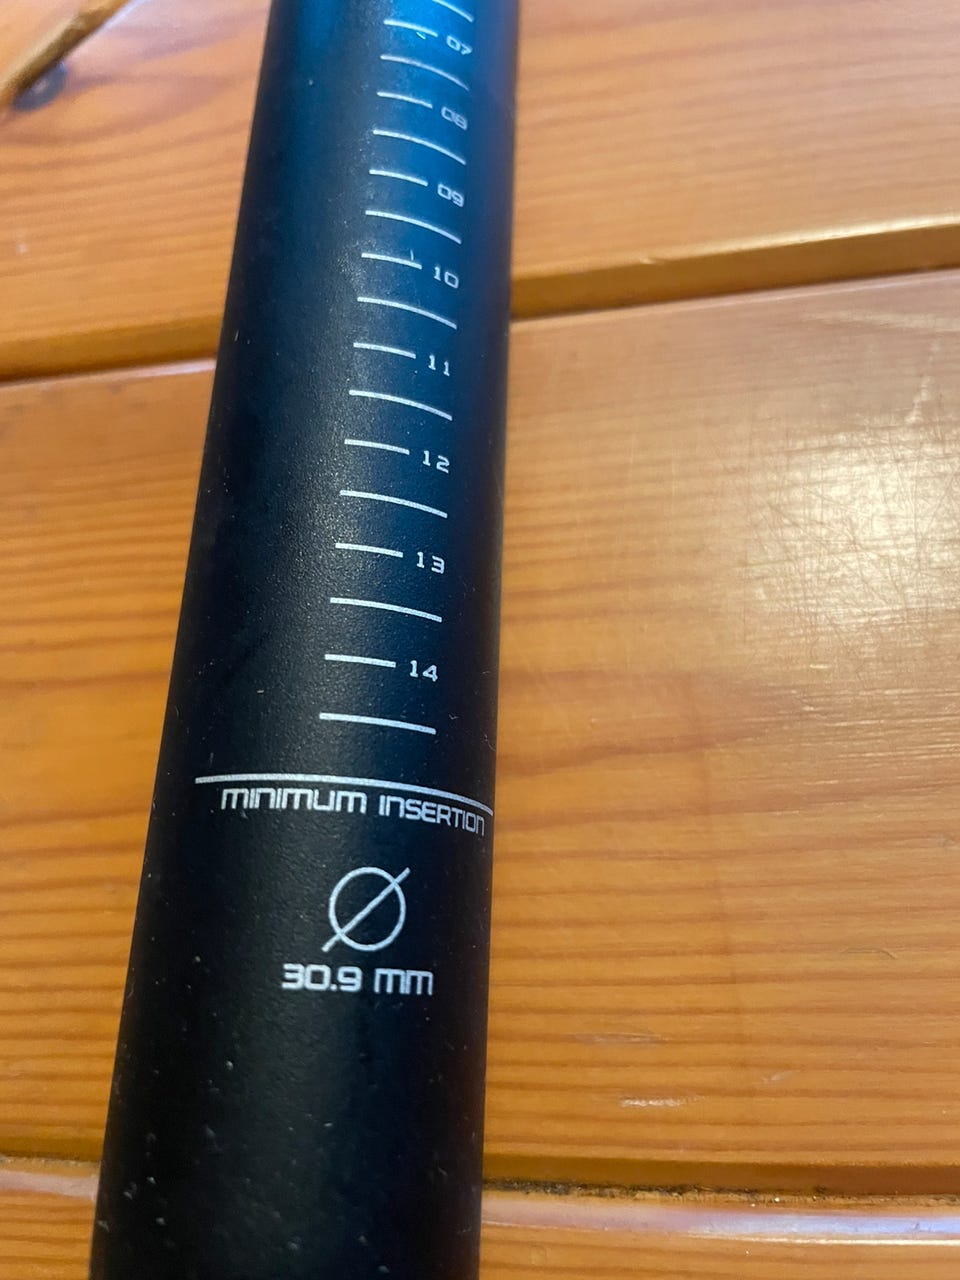 07
08
09
10
11
12
13
14
MINIMUM INSERTION
Ø
30.9 mm